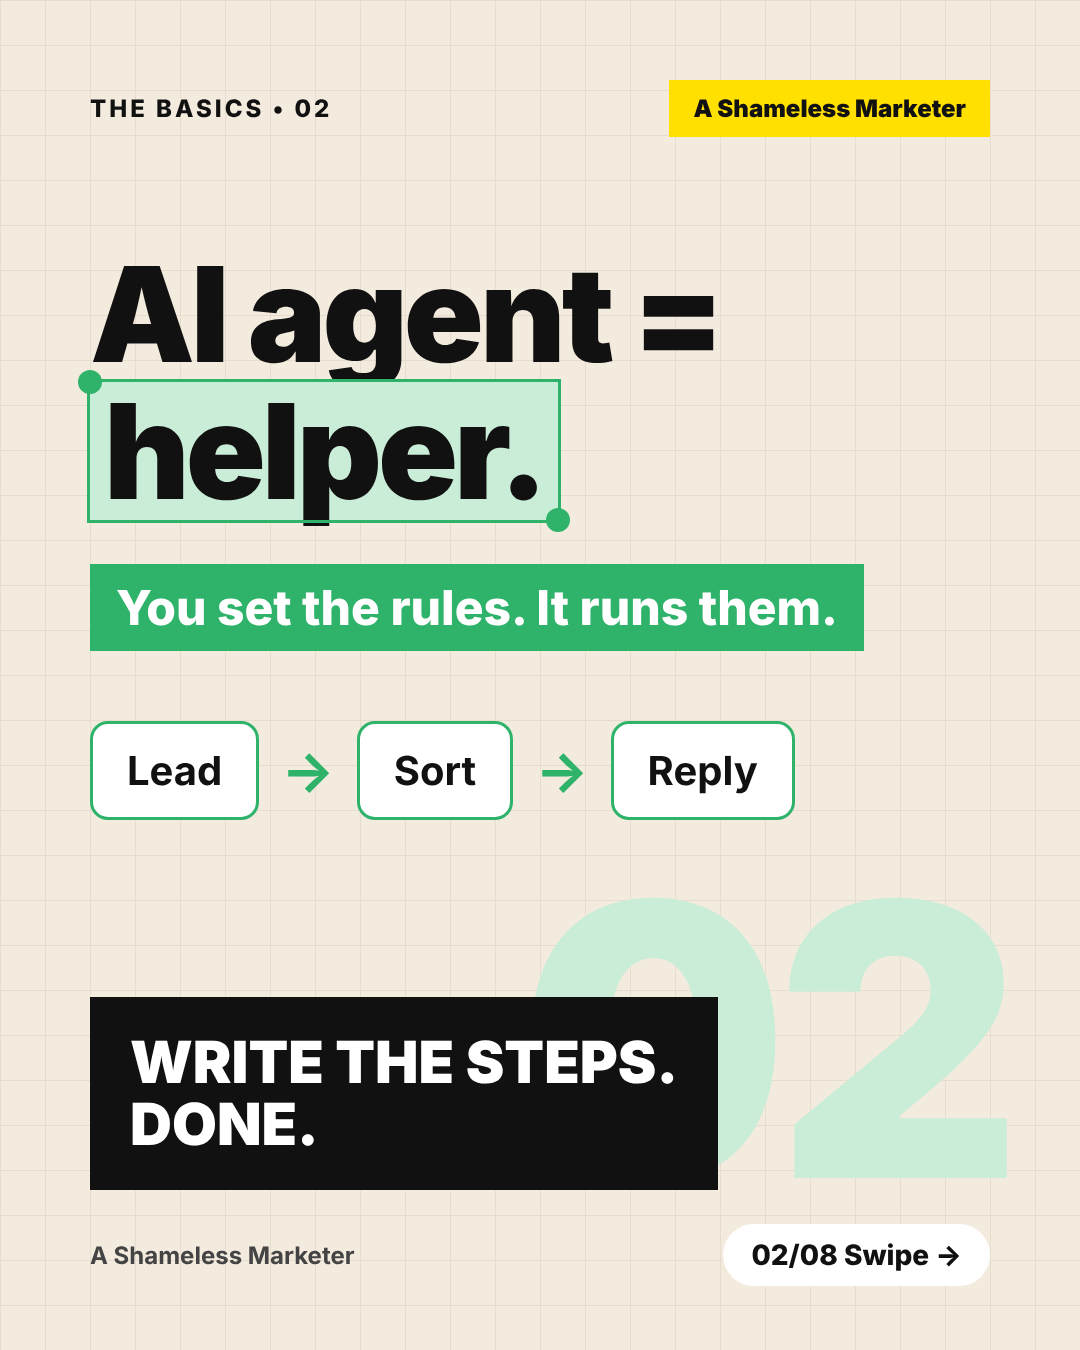 THE BASICS • 02
A Shameless Marketer
AI agent =
helper.
You set the rules. It runs them.
Lead → Sort → Reply
02
WRITE THE STEPS.
DONE.
A Shameless Marketer
02/08 Swipe →